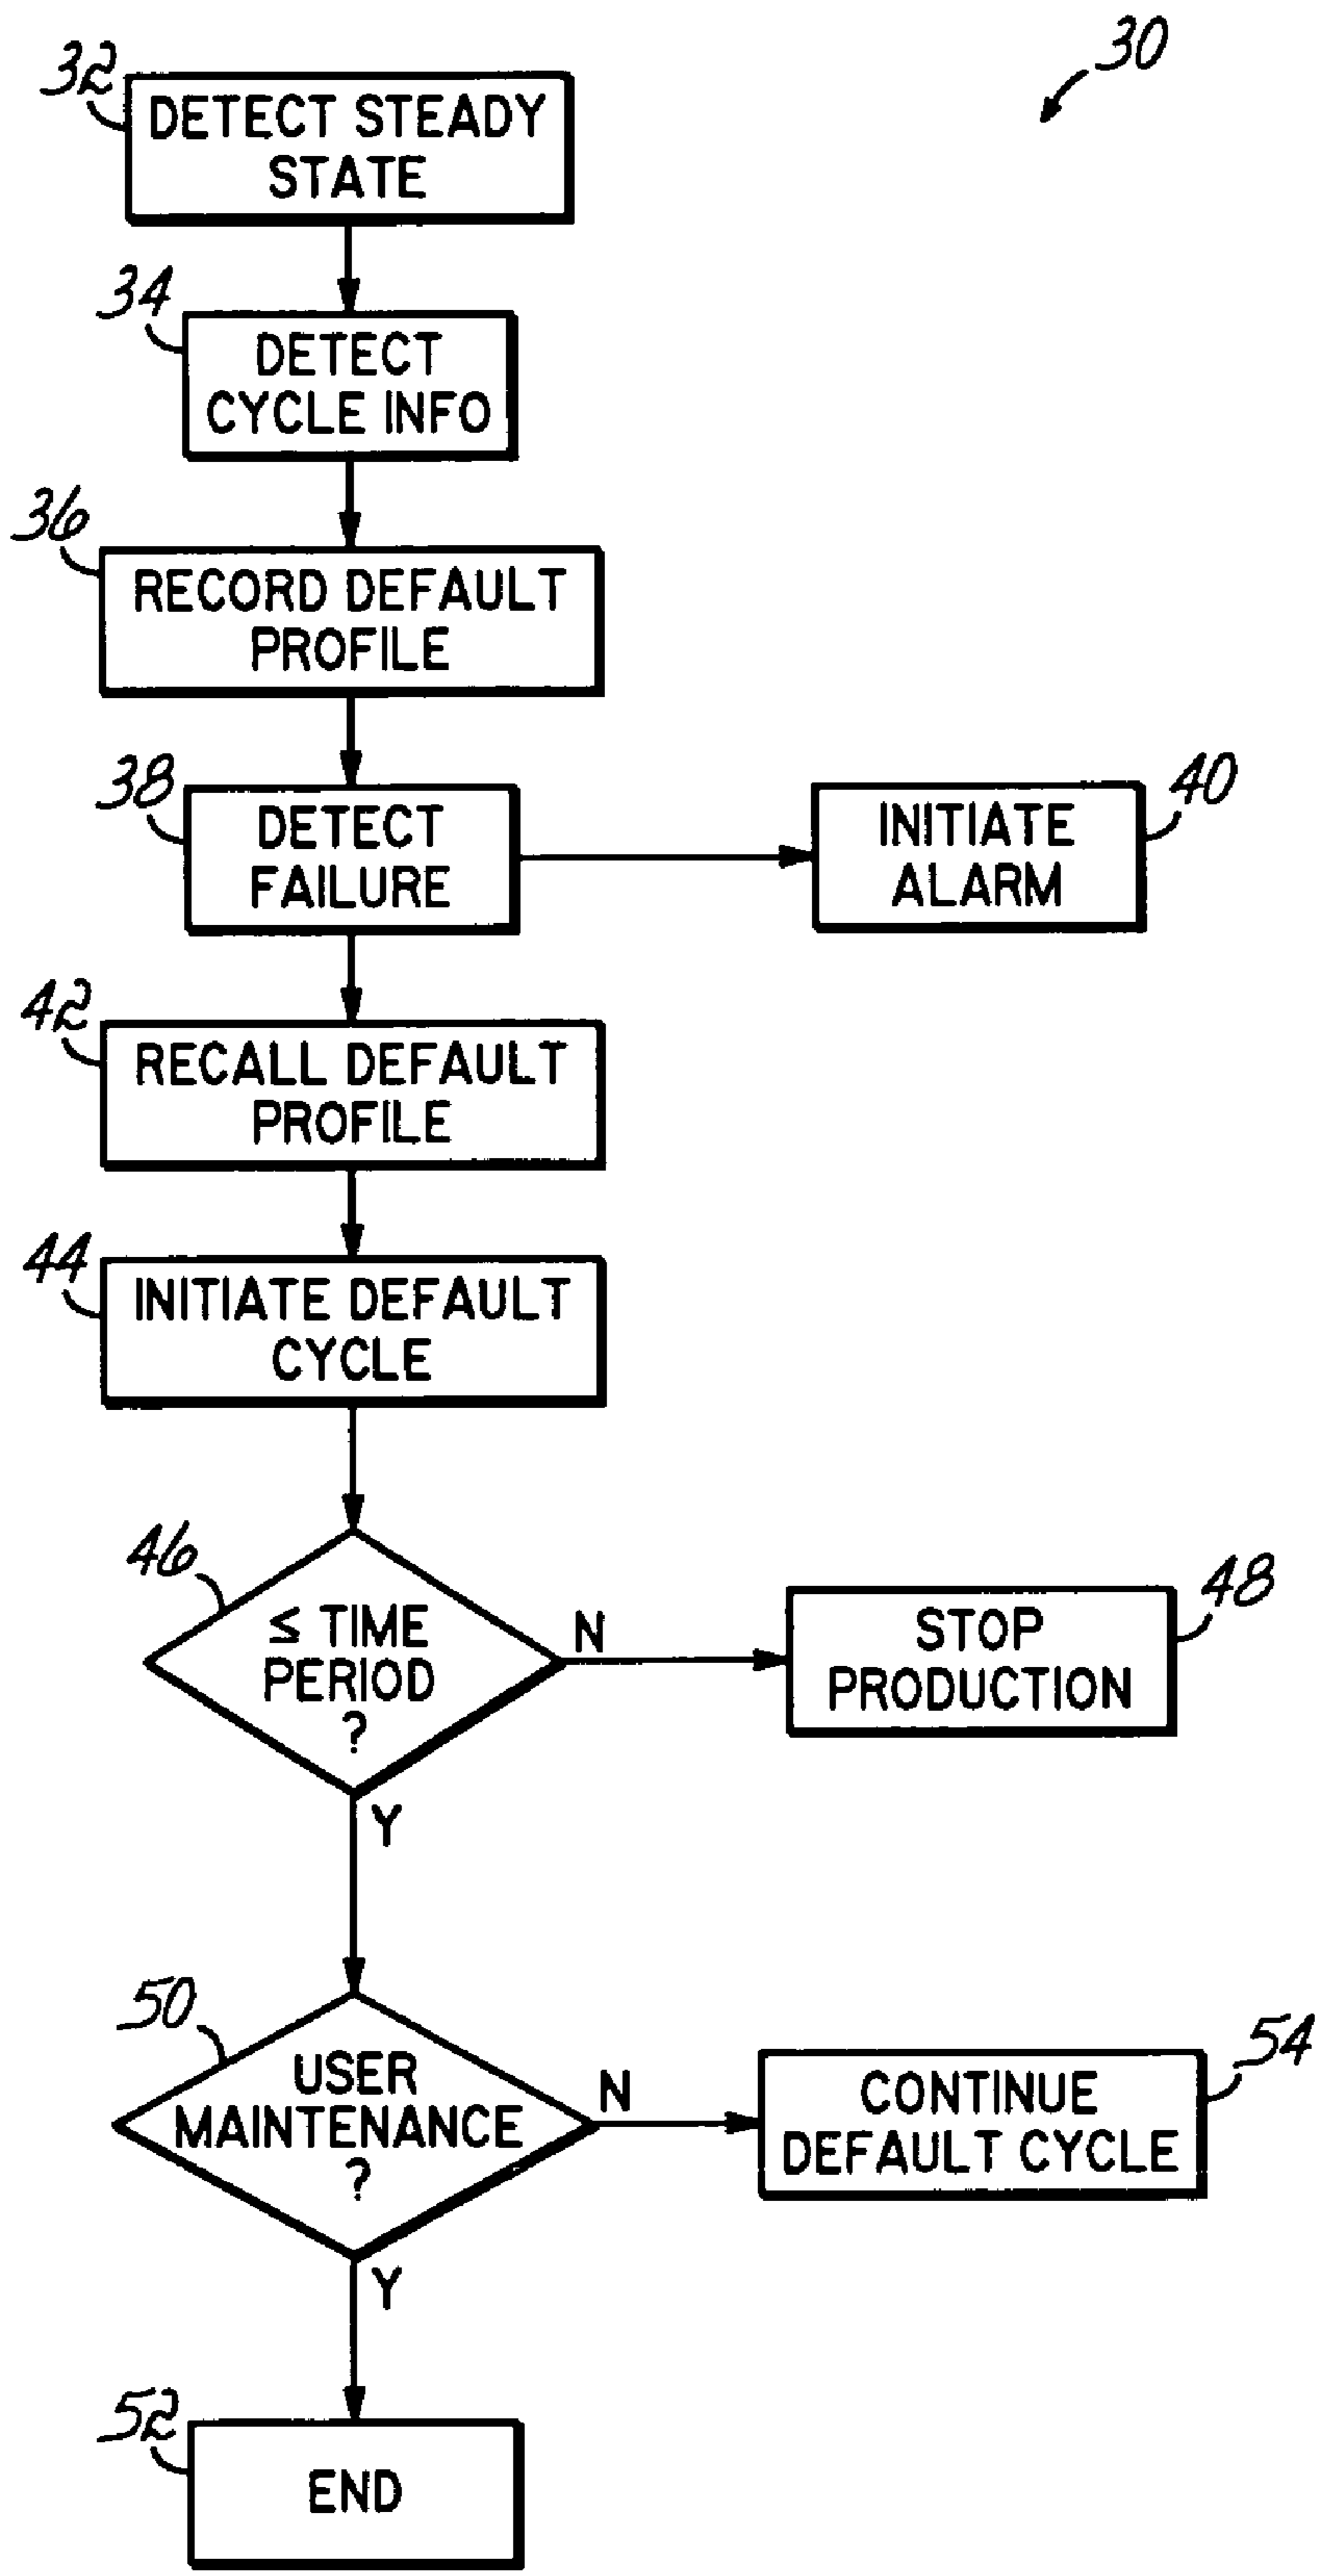 30
32
DETECT STEADY
STATE
34
DETECT
CYCLE INFO
36
RECORD DEFAULT
PROFILE
38
DETECT
FAILURE
40
INITIATE
ALARM
42
RECALL DEFAULT
PROFILE
44
INITIATE DEFAULT
CYCLE
46
≤ TIME
PERIOD
?
N
48
STOP
PRODUCTION
Y
50
USER
MAINTENANCE
?
N
54
CONTINUE
DEFAULT CYCLE
Y
52
END